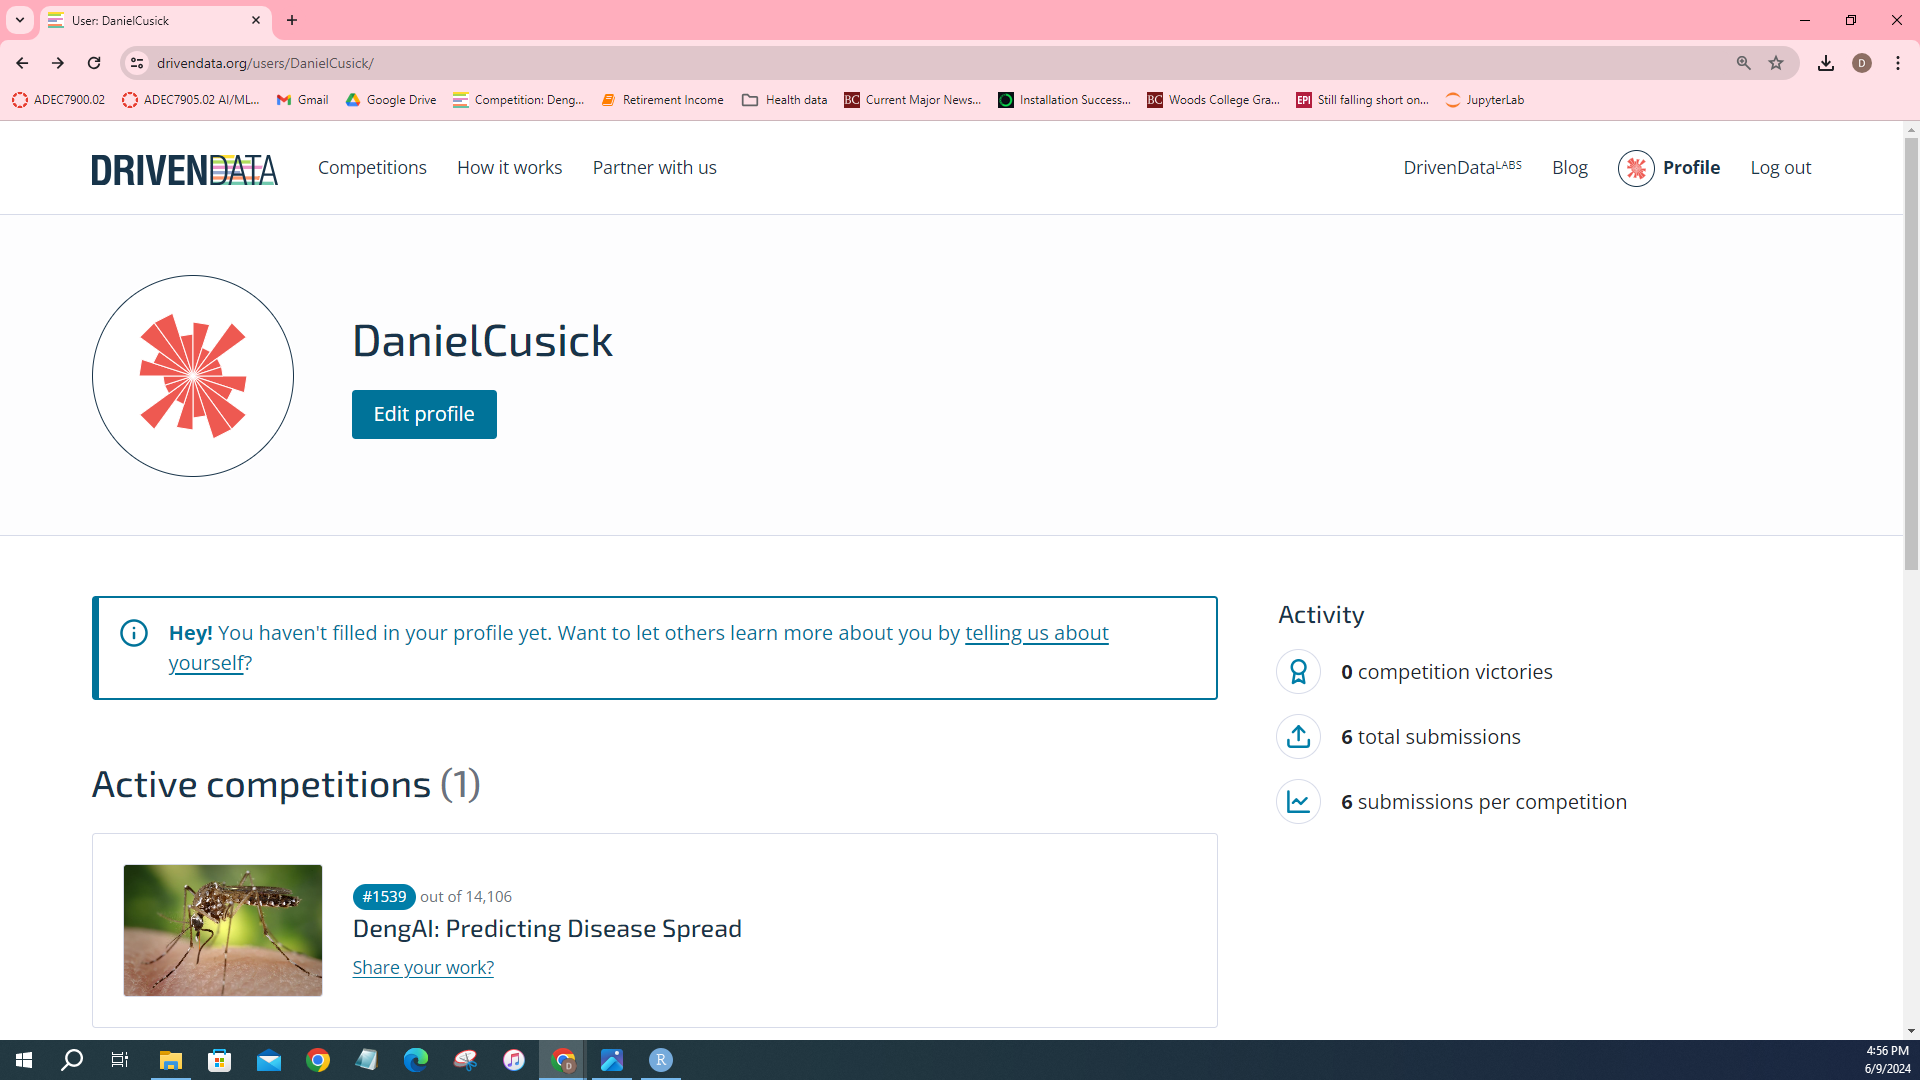 User: DanielCusick
drivendata.org/users/DanielCusick/
D
ADEC7900.02
ADEC7905.02 AI/ML...
Gmail
Google Drive
Competition: Deng...
Retirement Income
Health data
BC Current Major News...
Installation Success...
BC Woods College Gra...
EPI Still falling short on...
JupyterLab
DRIVENDATA
Competitions
How it works
Partner with us
DrivenDataLABS
Blog
Profile
Log out
DanielCusick
Edit profile
Hey! You haven't filled in your profile yet. Want to let others learn more about you by telling us about
yourself?
Activity
0 competition victories
6 total submissions
6 submissions per competition
Active competitions (1)
#1539 out of 14,106
DengAI: Predicting Disease Spread
Share your work?
D
R
4:56 PM
6/9/2024